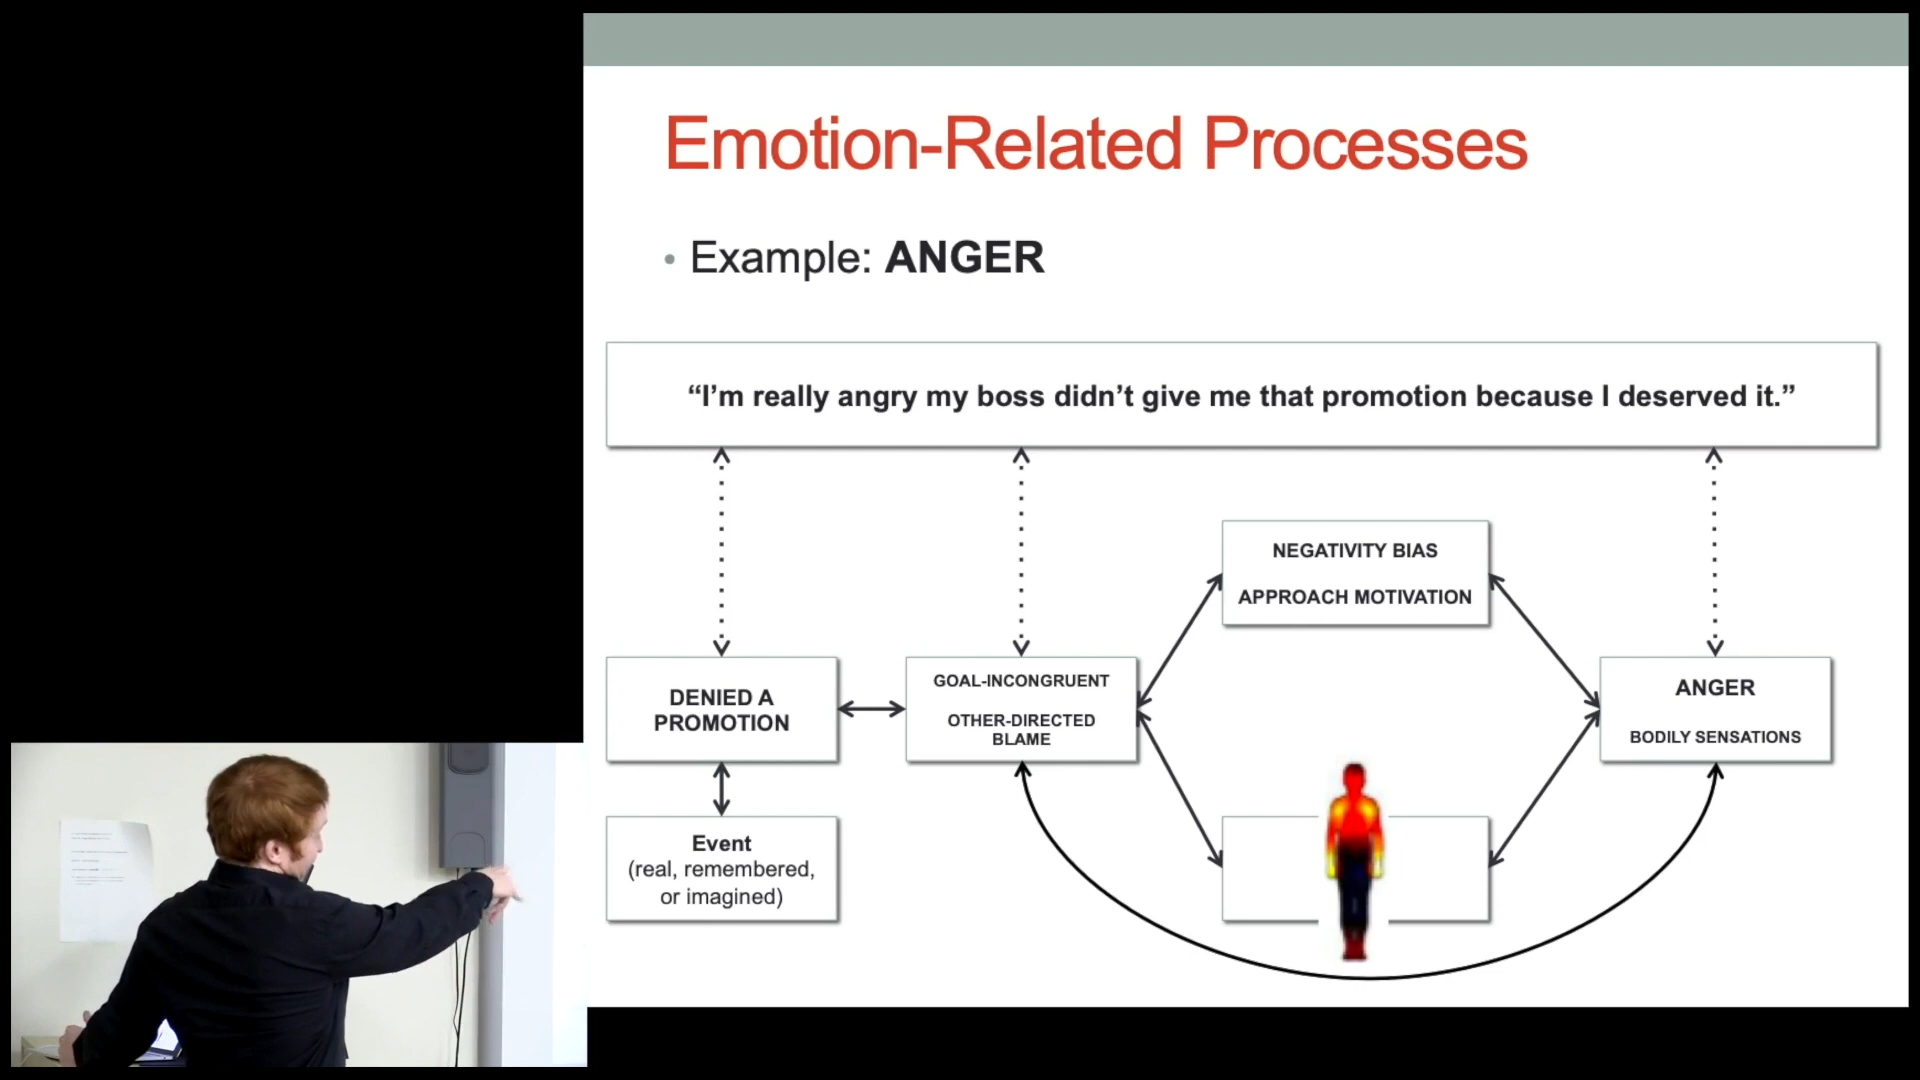 Emotion-Related Processes
• Example: ANGER
“I’m really angry my boss didn’t give me that promotion because I deserved it.”
NEGATIVITY BIAS
APPROACH MOTIVATION
DENIED A
PROMOTION
GOAL-INCONGRUENT
OTHER-DIRECTED
BLAME
ANGER
BODILY SENSATIONS
Event
(real, remembered,
or imagined)